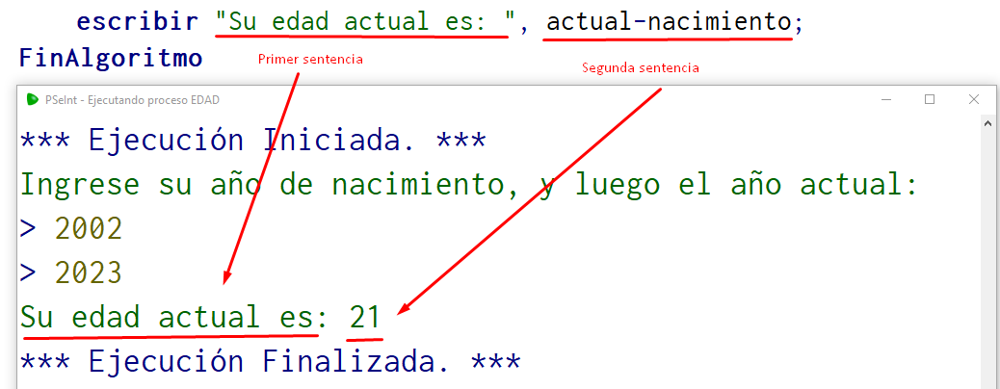 escribir "Su edad actual es: ", actual-nacimiento;
FinAlgoritmo
Primer sentencia
Segunda sentencia
PSeInt - Ejecutando proceso EDAD
*** Ejecución Iniciada. ***
Ingrese su año de nacimiento, y luego el año actual:
> 2002
> 2023
Su edad actual es: 21
*** Ejecución Finalizada. ***